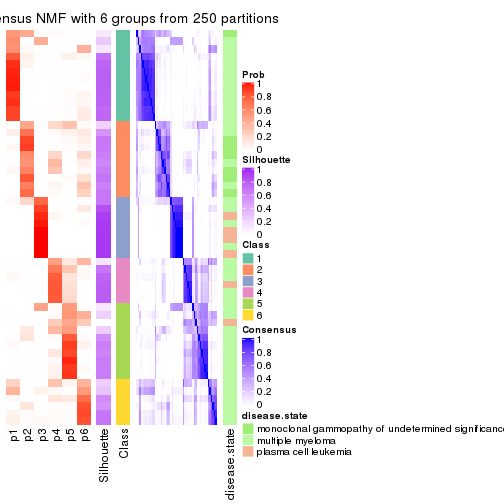 ensus NMF with 6 groups from 250 partitions
Prob
1
0.8
0.6
0.4
0.2
0
Silhouette
1
0.8
0.6
0.4
0.2
0
Class
1
2
3
4
5
6
Consensus
1
0.8
0.6
0.4
0.2
0
disease.state
monoclonal gammopathy of undetermined significance
multiple myeloma
plasma cell leukemia
p1
p2
p3
p4
p5
p6
Silhouette
Class
disease.state